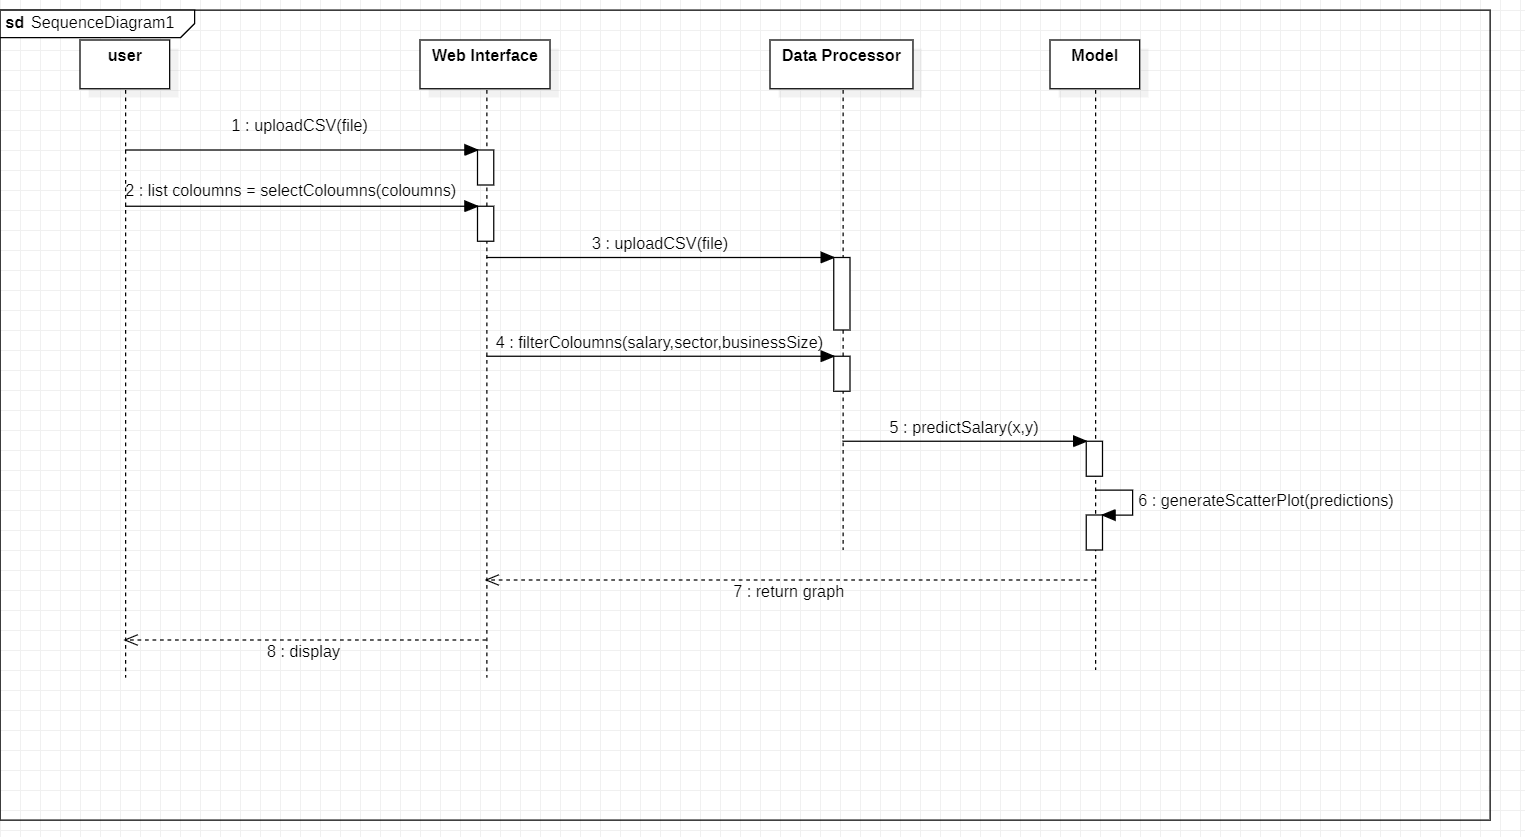 sd SequenceDiagram1
user
Web Interface
Data Processor
Model
1 : uploadCSV(file)
2 : list coloumns = selectColoumns(coloumns)
3 : uploadCSV(file)
4 : filterColoumns(salary,sector,businessSize)
5 : predictSalary(x,y)
6 : generateScatterPlot(predictions)
7 : return graph
8 : display